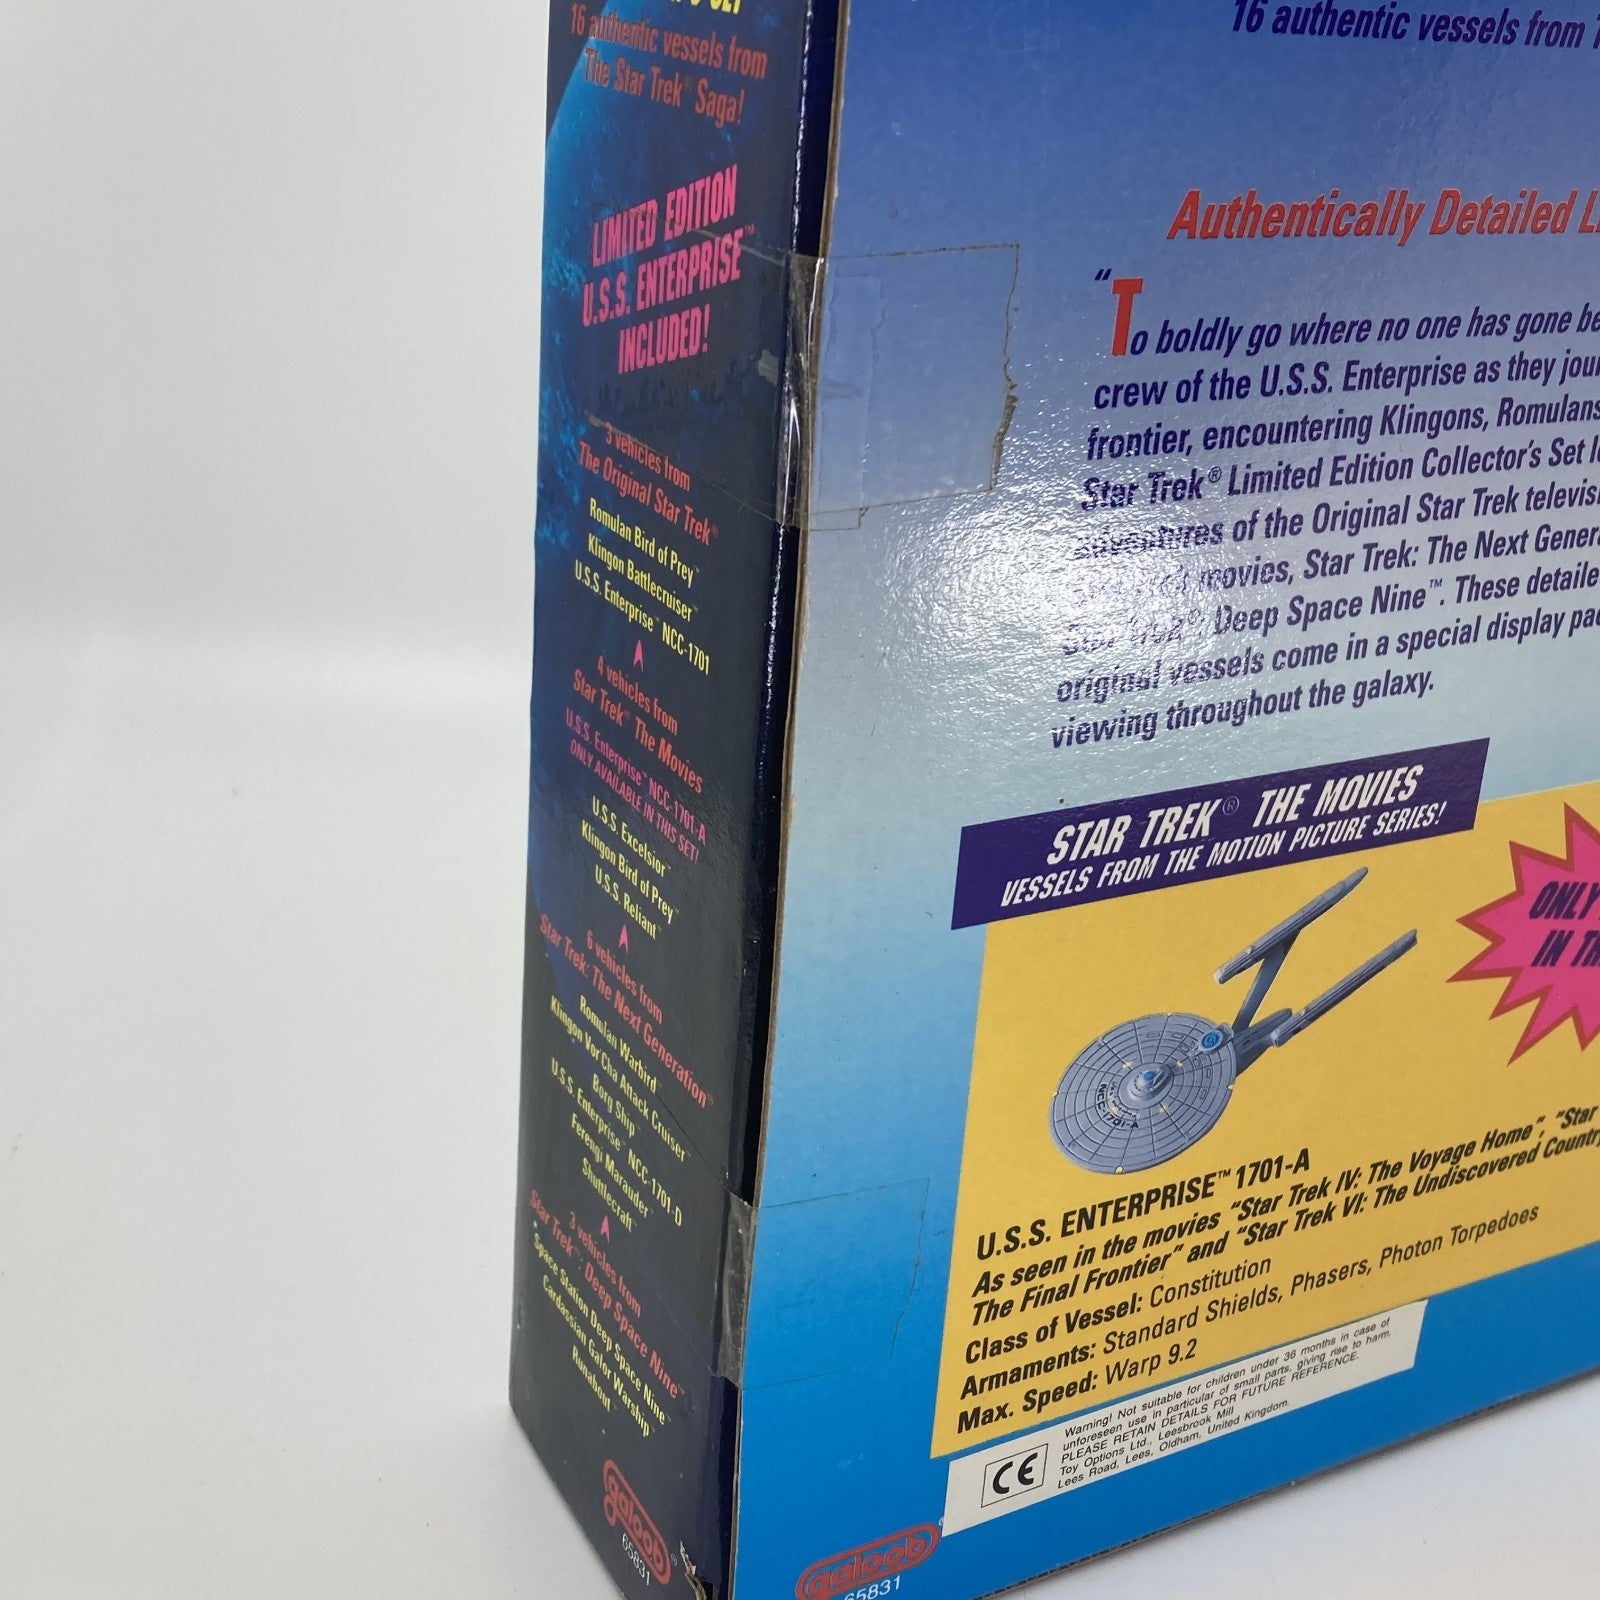 SET
16 authentic vessels from
The Star Trek® Saga!
LIMITED EDITION
U.S.S. ENTERPRISE™
INCLUDED!
3 vehicles from
The Original Star Trek®
Romulan Bird of Prey™
Klingon Battlecruiser™
U.S.S. Enterprise™ NCC-1701
4 vehicles from
Star Trek® The Movies
U.S.S. Enterprise™ NCC-1701-A
ONLY AVAILABLE IN THIS SET!
U.S.S. Excelsior™
Klingon Bird of Prey™
U.S.S. Reliant™
6 vehicles from
Star Trek: The Next Generation®
Romulan Warbird™
Klingon Vor'Cha Attack Cruiser™
Borg Ship™
U.S.S. Enterprise™ NCC-1701-D
Ferengi Marauder™
Shuttlecraft™
3 vehicles from
Star Trek®: Deep Space Nine™
Space Station Deep Space Nine™
Cardassian Galor Warship™
Runabout™
galoob®
65831
16 authentic vessels from
Authentically Detailed
"To boldly go where no one has gone
crew of the U.S.S. Enterprise as they
frontier, encountering Klingons, Romulans
Star Trek® Limited Edition Collector's Set
adventures of the Original Star Trek
movies, Star Trek: The Next
Star Trek®: Deep Space Nine™. These
original vessels come in a special display
viewing throughout the galaxy.
STAR TREK® THE MOVIES
VESSELS FROM THE MOTION PICTURE SERIES!
ONLY
IN
NCC-1701-A
U.S.S. ENTERPRISE™ 1701-A
As seen in the movies "Star Trek IV: The Voyage Home", "Star
The Final Frontier" and "Star Trek VI: The Undiscovered
Class of Vessel: Constitution
Armaments: Standard Shields, Phasers, Photon Torpedoes
Max. Speed: Warp 9.2
CE
Warning! Not suitable for children under 36 months in case of
unforeseen use in particular of small parts, giving rise to harm.
PLEASE RETAIN DETAILS FOR FUTURE REFERENCE.
Toy Options Ltd., Leesbrook Mill
Lees Road, Lees, Oldham, United Kingdom.
galoob®
65831